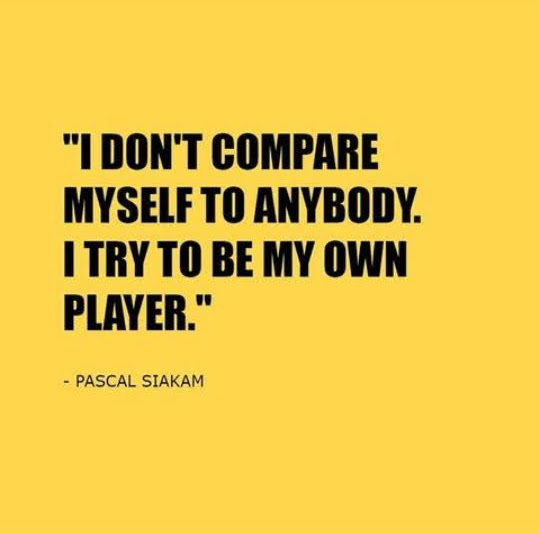 "I DON'T COMPARE
MYSELF TO ANYBODY.
I TRY TO BE MY OWN
PLAYER."
- PASCAL SIAKAM